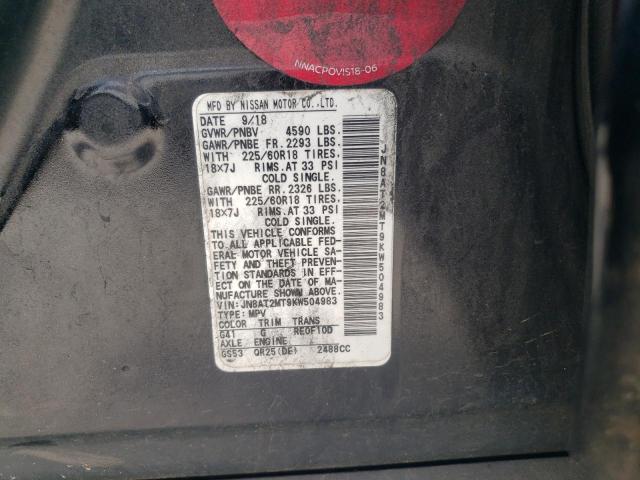 NNACPOVIS18-06
MFD BY NISSAN MOTOR CO.,LTD.
DATE 9/18
GVWR/PNBV 4590 LBS.
GAWR/PNBE FR. 2293 LBS.
WITH 225/60R18 TIRES,
18X7J RIMS.AT 33 PSI
COLD SINGLE.
GAWR/PNBE RR. 2326 LBS.
WITH 225/60R18 TIRES,
18X7J RIMS.AT 33 PSI
COLD SINGLE.
THIS VEHICLE CONFORMS
TO ALL APPLICABLE FED-
ERAL MOTOR VEHICLE SA-
FETY AND THEFT PREVEN-
TION STANDARDS IN EFF-
ECT ON THE DATE OF MA-
NUFACTURE SHOWN ABOVE.
VIN: JN8AT2MT9KW504983
TYPE: MPV
COLOR TRIM TRANS
G41 G RE0F10D
AXLE ENGINE
GS53 QR25(DE) 2488CC
JN8AT2MT9KW504983